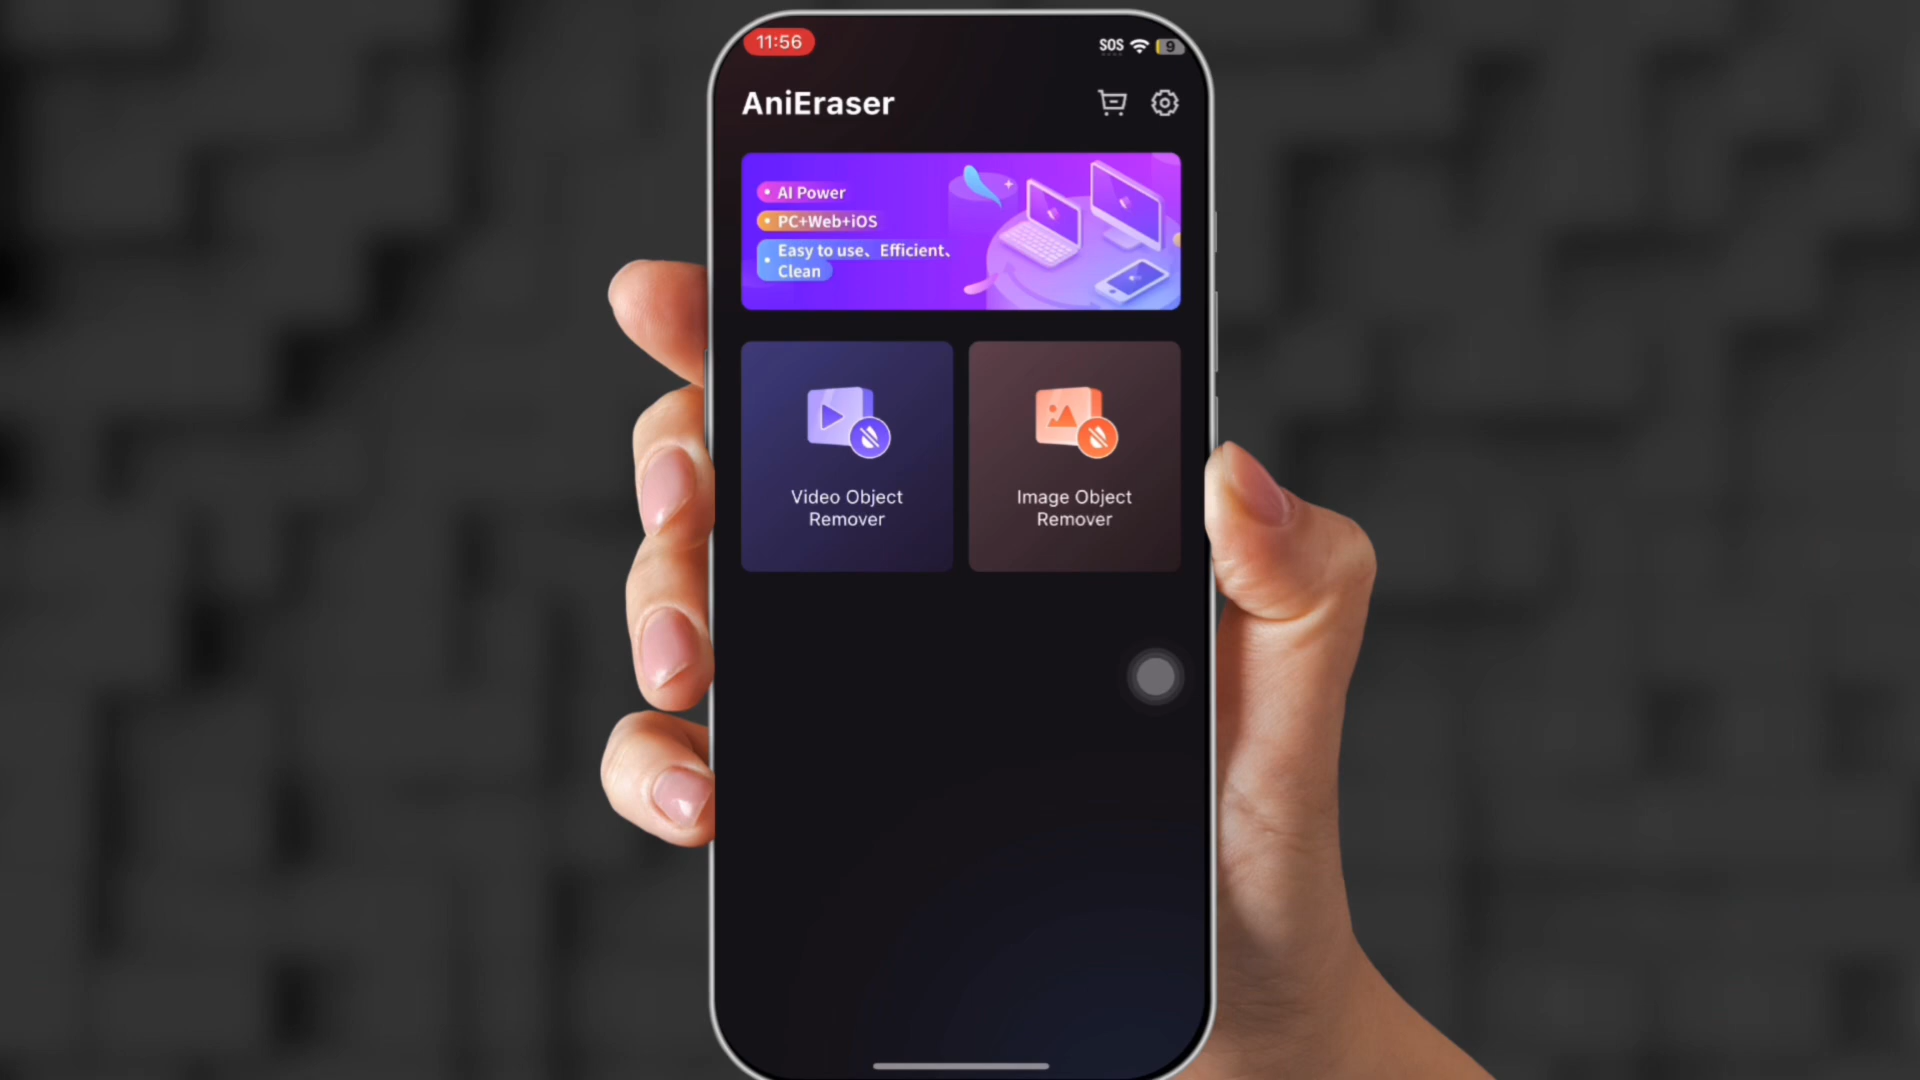 11:56
SOS
9
AniEraser
AI Power
PC+Web+iOS
Easy to use、Efficient、
Clean
Video Object
Remover
Image Object
Remover